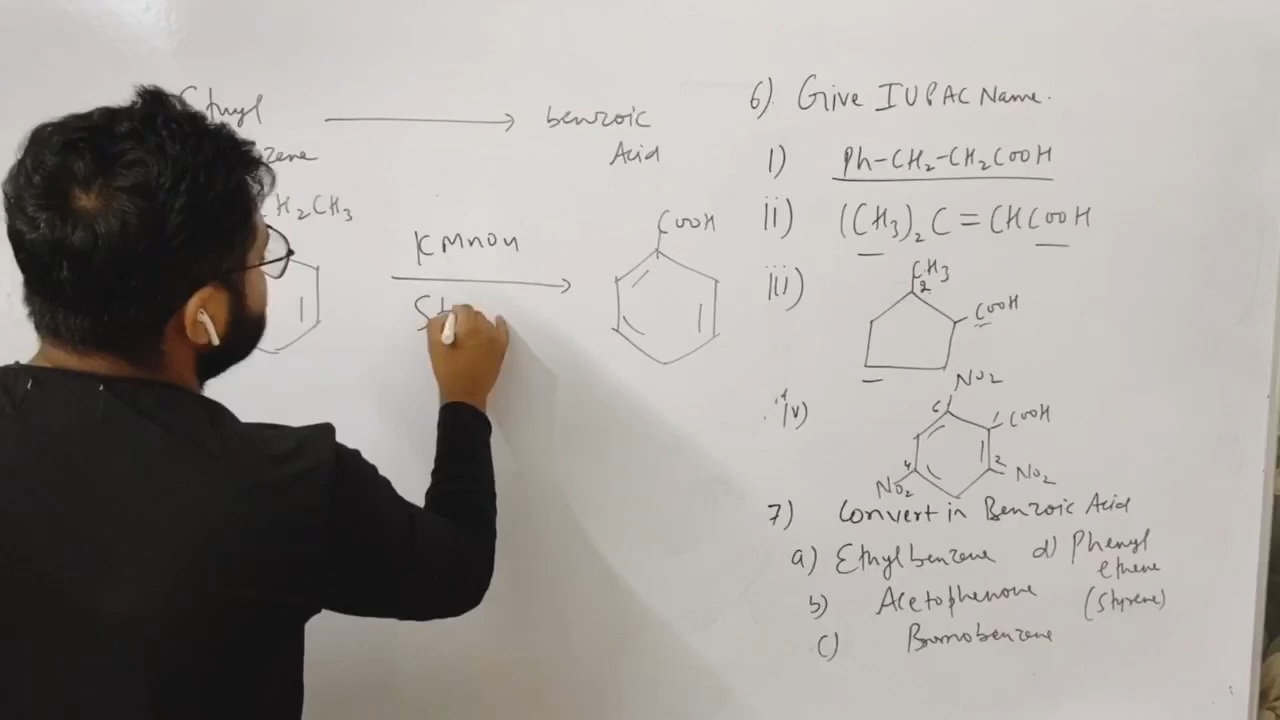 Ethyl → benzoic
Acid
CH2CH3
KMnO4
St
COOH
6) Give IUPAC Name.
i) Ph-CH2-CH2COOH
ii) (CH3)2C=CHCOOH
iii) CH3
2
COOH
iv) NO2
6
1
COOH
4
2
NO2
NO2
7) Convert in Benzoic Acid
a) Ethylbenzene d) Phenyl
ethene
b) Acetophenone (Styrene)
c) Bromobenzene